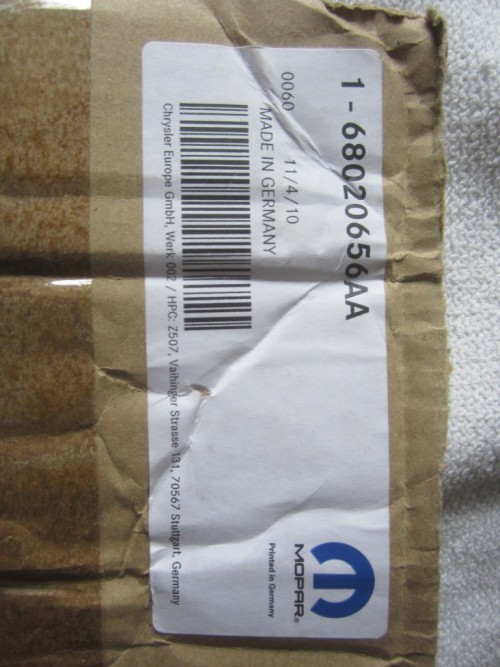 1 - 68020656AA
0060 11/4/10
MADE IN GERMANY
Chrysler Europe GmbH, Werk 002 / HPC: Z507, Vaihinger Strasse 131, 70567 Stuttgart, Germany
MOPAR®
Printed in Germany